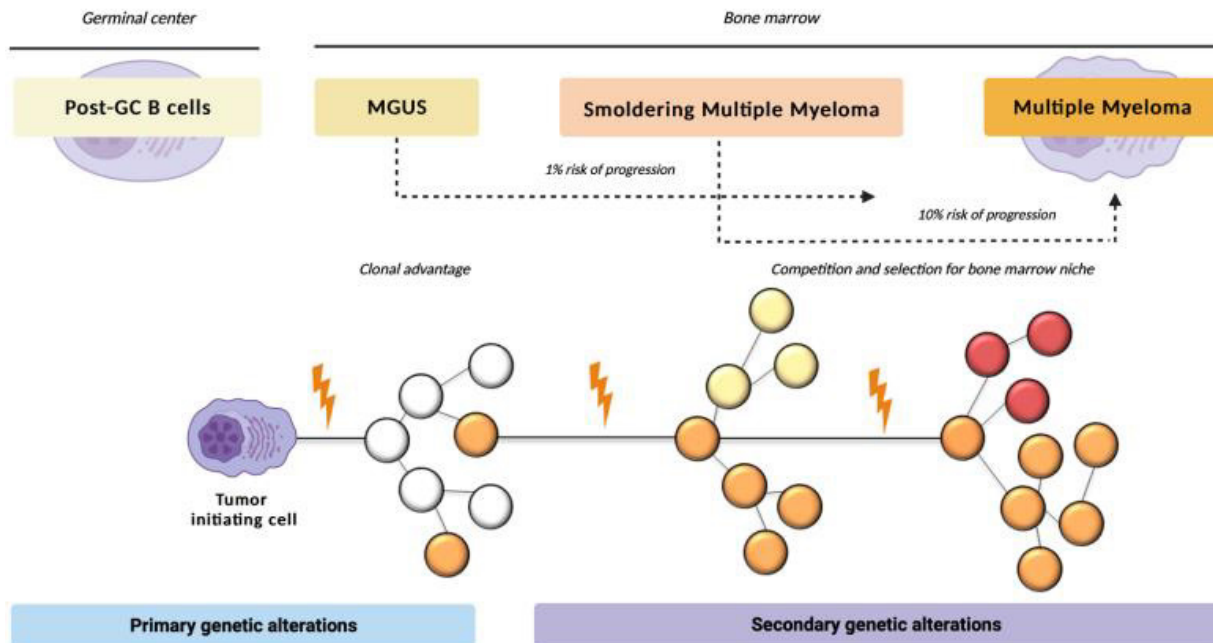 Germinal center
Bone marrow
Post-GC B cells
MGUS
Smoldering Multiple Myeloma
Multiple Myeloma
1% risk of progression
10% risk of progression
Clonal advantage
Competition and selection for bone marrow niche
Tumor
initiating cell
Primary genetic alterations
Secondary genetic alterations